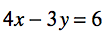 4x − 3y = 6